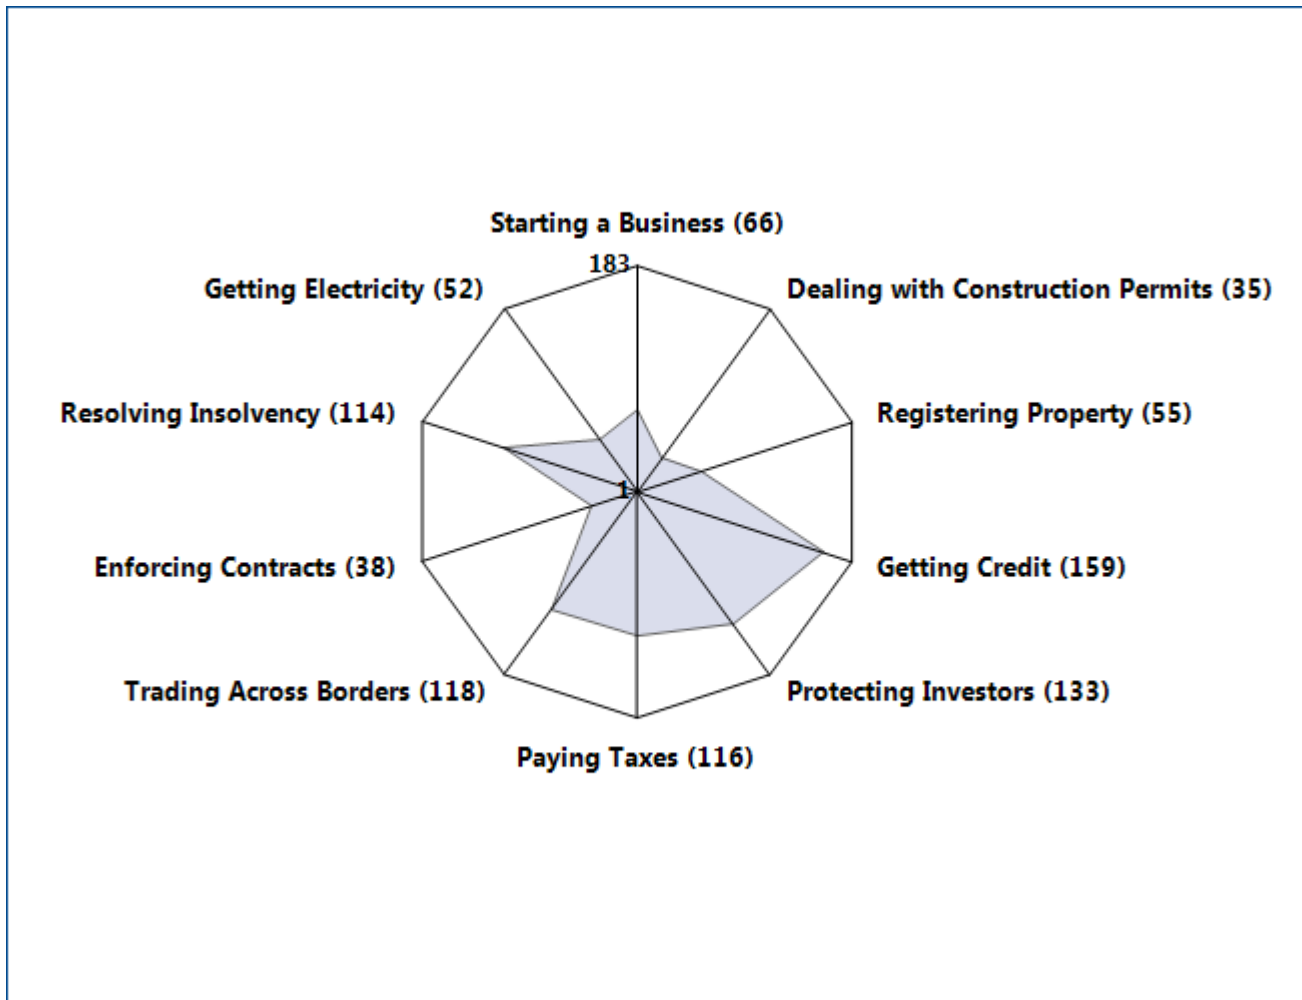 Starting a Business (66)
183
Getting Electricity (52)
Dealing with Construction Permits (35)
Resolving Insolvency (114)
Registering Property (55)
1
Enforcing Contracts (38)
Getting Credit (159)
Trading Across Borders (118)
Protecting Investors (133)
Paying Taxes (116)